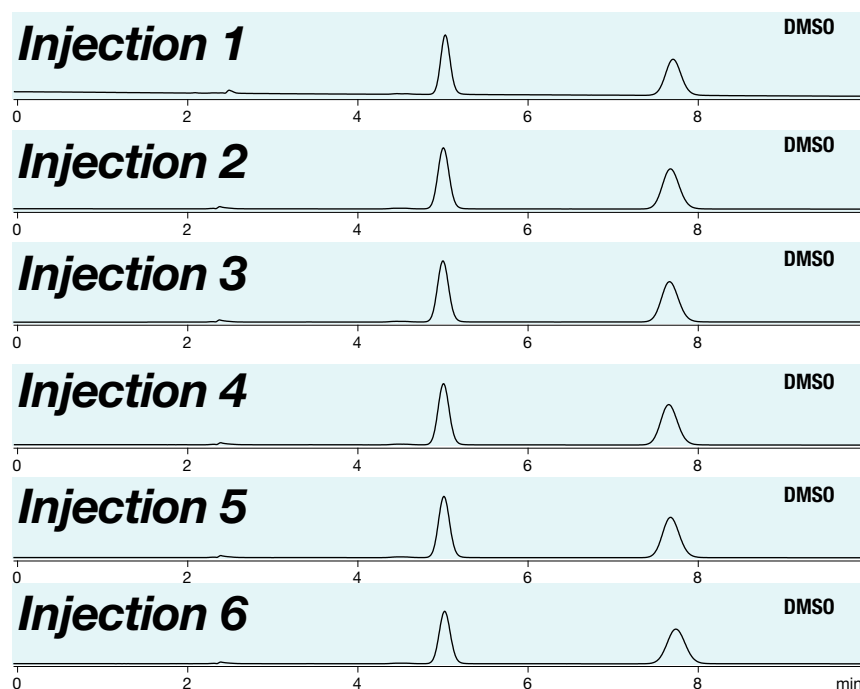 Injection 1
DMSO
0 2 4 6 8
Injection 2
DMSO
0 2 4 6 8
Injection 3
DMSO
0 2 4 6 8
Injection 4
DMSO
0 2 4 6 8
Injection 5
DMSO
0 2 4 6 8
Injection 6
DMSO
0 2 4 6 8 min